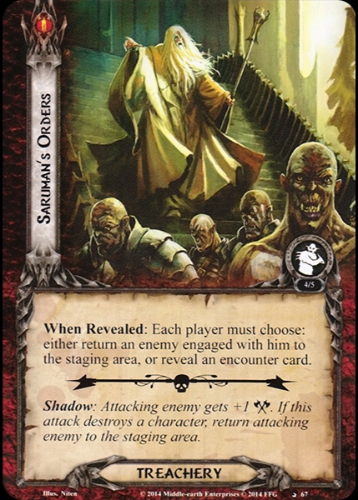 SARUMAN'S ORDERS
4/5
When Revealed: Each player must choose:
either return an enemy engaged with him to
the staging area, or reveal an encounter card.
Shadow: Attacking enemy gets +1 . If this
attack destroys a character, return attacking
enemy to the staging area.
TREACHERY
Illus. Niten
© 2014 Middle-earth Enterprises © 2014 FFG
67